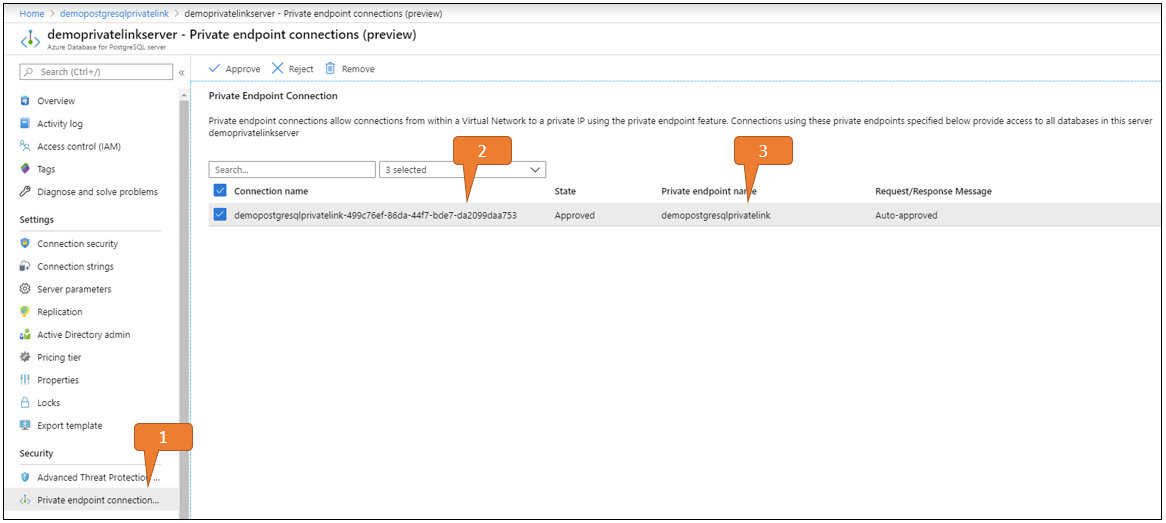 Home > demopostgresqlprivatelink > demoprivatelinkserver - Private endpoint connections (preview)
demoprivatelinkserver - Private endpoint connections (preview)
Azure Database for PostgreSQL server
Search (Ctrl+/)
«
Overview
Activity log
Access control (IAM)
Tags
Diagnose and solve problems
Settings
Connection security
Connection strings
Server parameters
Replication
Active Directory admin
Pricing tier
Properties
Locks
Export template
1
Security
Advanced Threat Protection ...
Private endpoint connection...
Approve Reject Remove
Private Endpoint Connection
Private endpoint connections allow connections from within a Virtual Network to a private IP using the private endpoint feature. Connections using these private endpoints specified below provide access to all databases in this server
demoprivatelinkserver
2 3
Search... 3 selected
Connection name State Private endpoint name Request/Response Message
demopostgresqlprivatelink-499c76ef-86da-44f7-bde7-da2099daa753 Approved demopostgresqlprivatelink Auto-approved